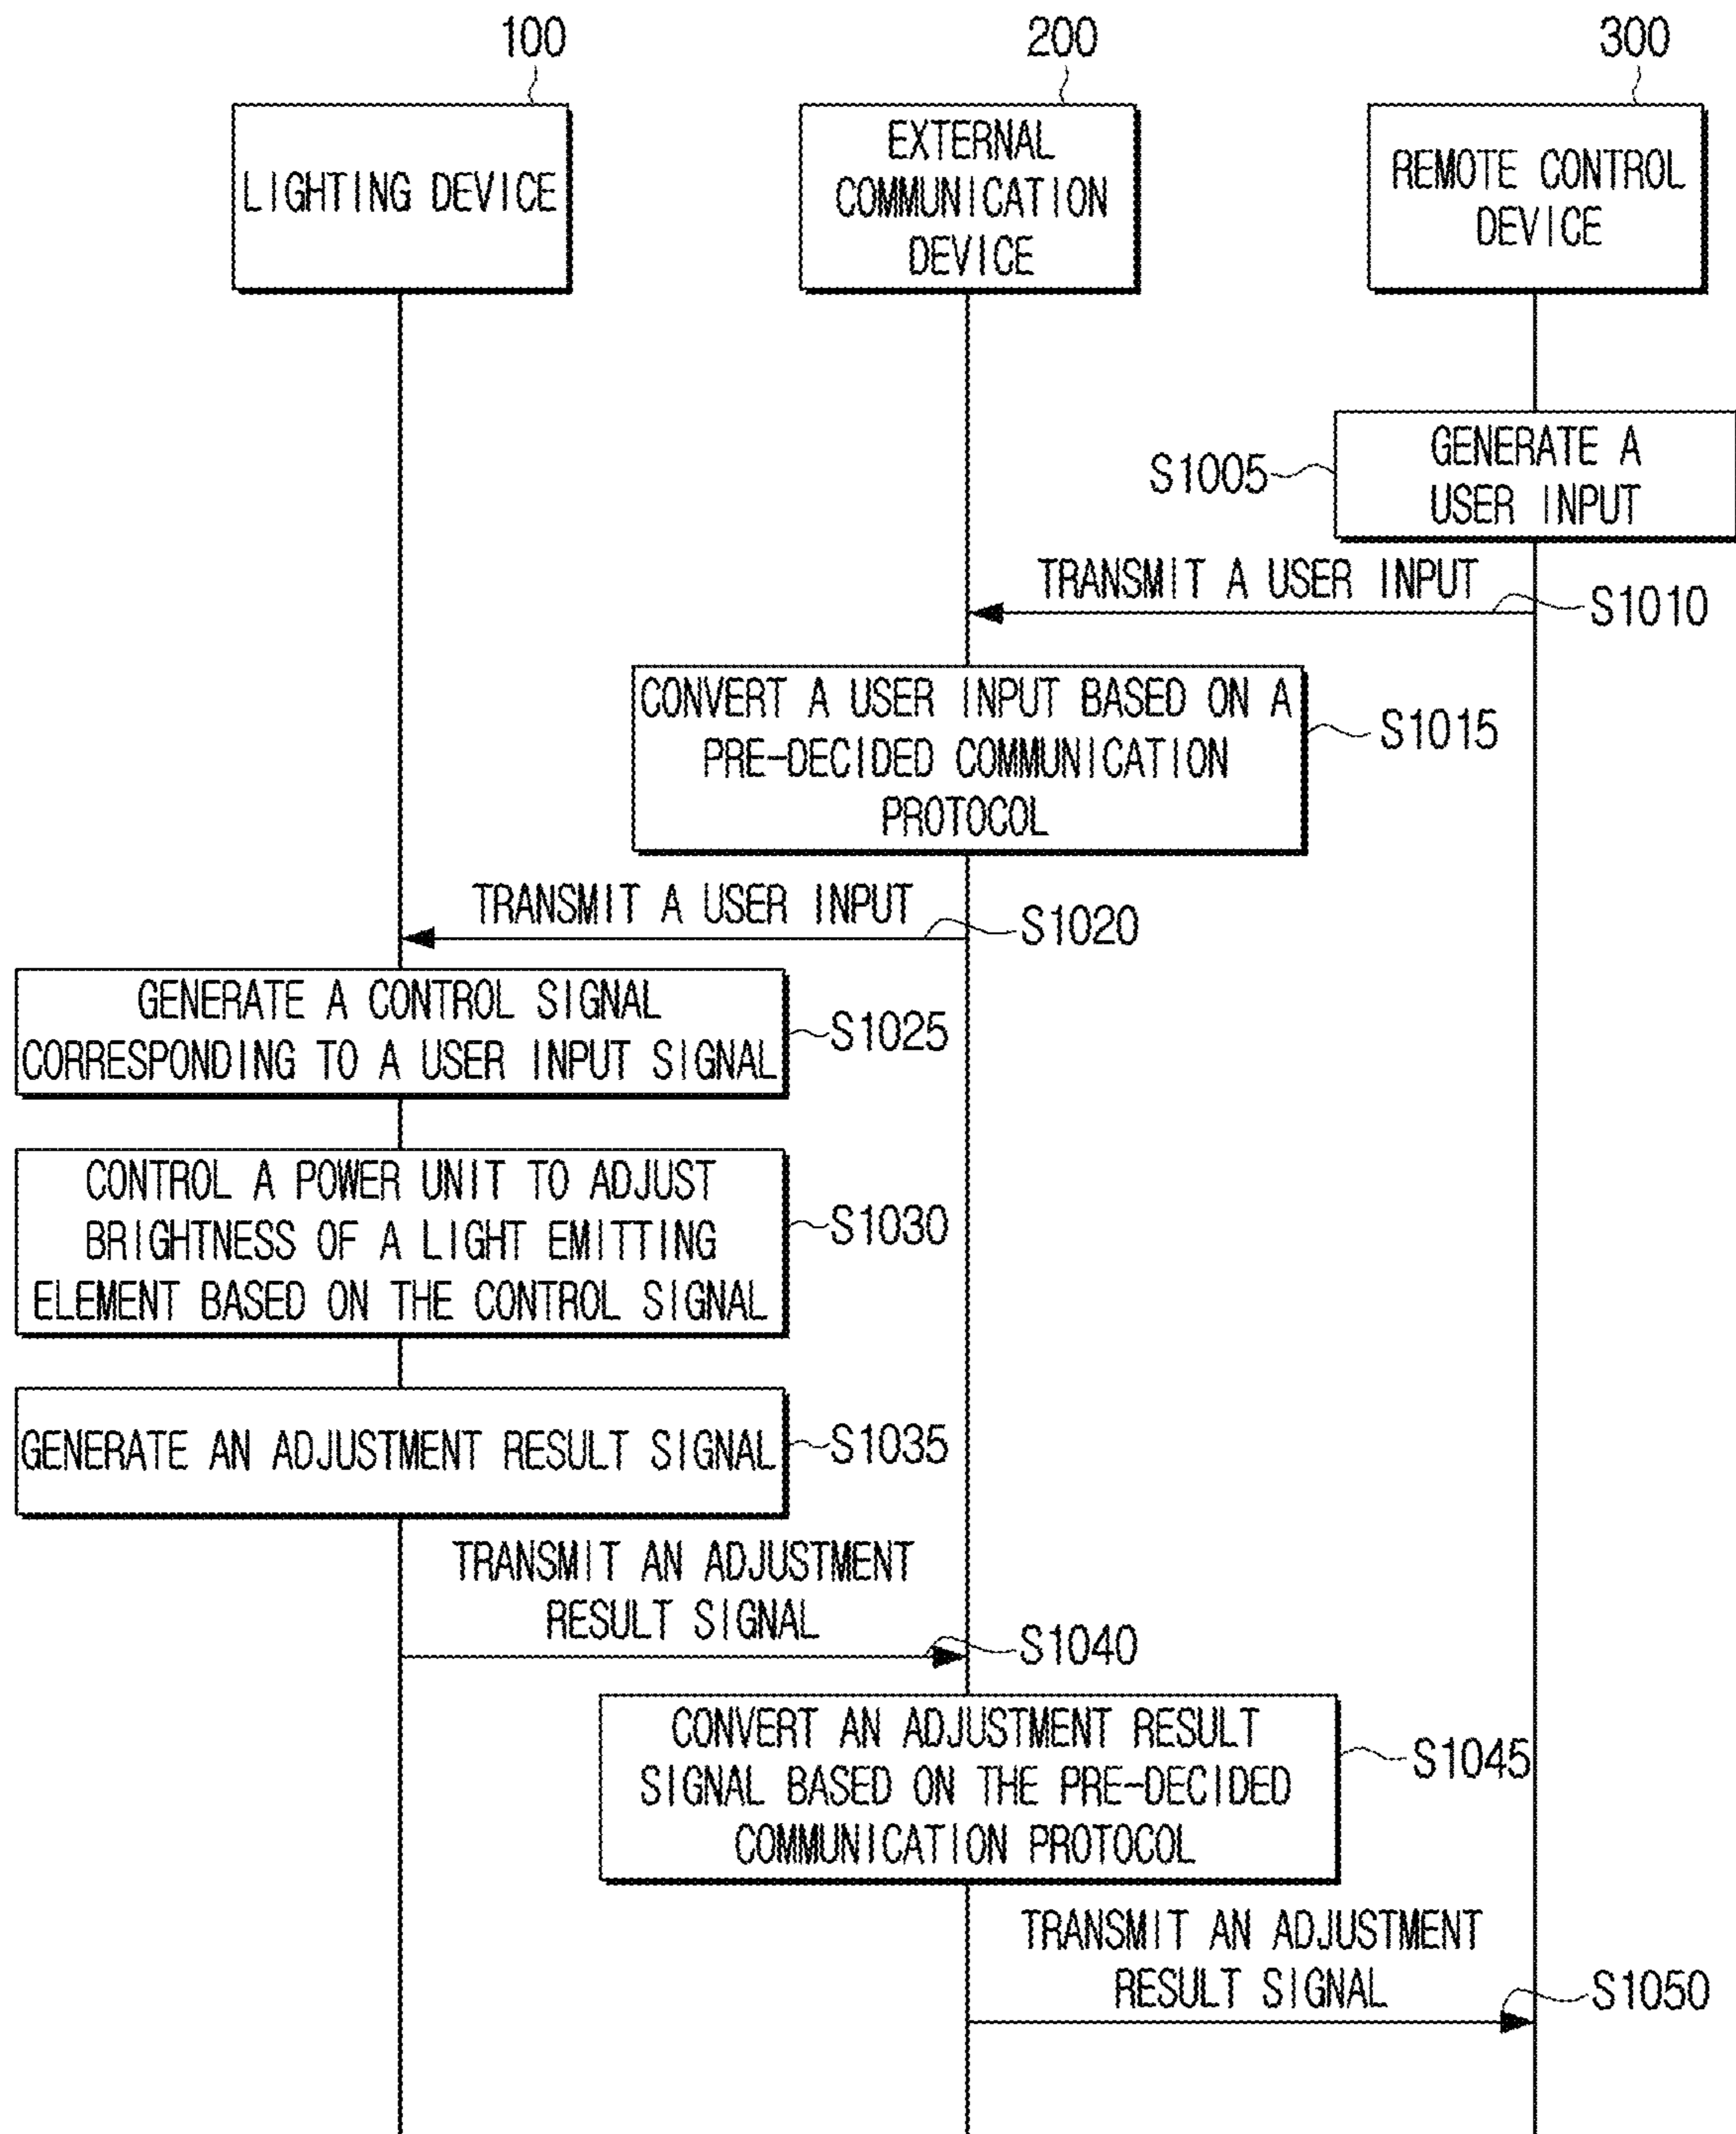 100
200
300
LIGHTING DEVICE
EXTERNAL
COMMUNICATION
DEVICE
REMOTE CONTROL
DEVICE
S1005
GENERATE A
USER INPUT
TRANSMIT A USER INPUT
S1010
CONVERT A USER INPUT BASED ON A
PRE-DECIDED COMMUNICATION
PROTOCOL
S1015
TRANSMIT A USER INPUT
S1020
GENERATE A CONTROL SIGNAL
CORRESPONDING TO A USER INPUT SIGNAL
S1025
CONTROL A POWER UNIT TO ADJUST
BRIGHTNESS OF A LIGHT EMITTING
ELEMENT BASED ON THE CONTROL SIGNAL
S1030
GENERATE AN ADJUSTMENT RESULT SIGNAL
S1035
TRANSMIT AN ADJUSTMENT
RESULT SIGNAL
S1040
CONVERT AN ADJUSTMENT RESULT
SIGNAL BASED ON THE PRE-DECIDED
COMMUNICATION PROTOCOL
S1045
TRANSMIT AN ADJUSTMENT
RESULT SIGNAL
S1050